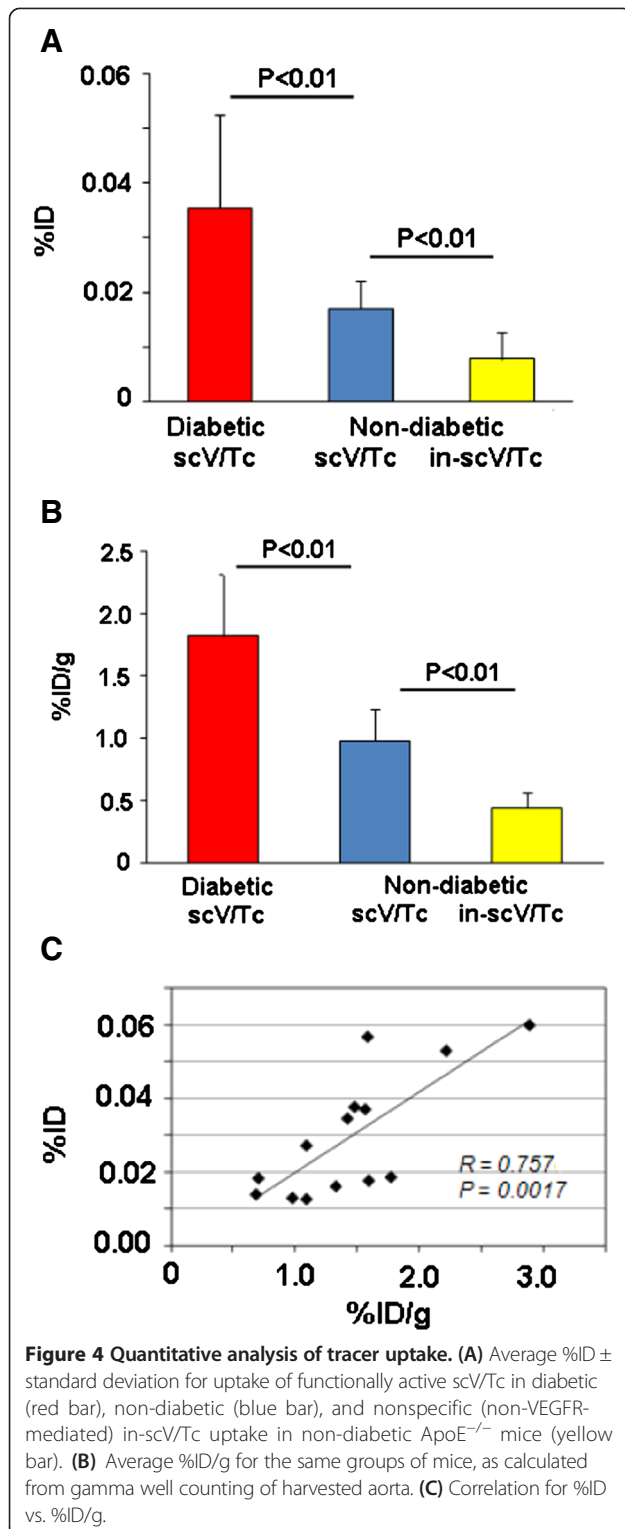 A
0.06
0.04
0.02
0
%ID
P<0.01
P<0.01
Diabetic
scV/Tc
Non-diabetic
scV/Tc in-scV/Tc
B
2.5
2.0
1.5
1.0
0.5
0
%ID/g
P<0.01
P<0.01
Diabetic
scV/Tc
Non-diabetic
scV/Tc in-scV/Tc
C
0.06
0.04
0.02
0.00
%ID
R = 0.757
P = 0.0017
0 1.0 2.0 3.0
%ID/g
Figure 4 Quantitative analysis of tracer uptake. (A) Average %ID ±
standard deviation for uptake of functionally active scV/Tc in diabetic
(red bar), non-diabetic (blue bar), and nonspecific (non-VEGFR-
mediated) in-scV/Tc uptake in non-diabetic ApoE−/− mice (yellow
bar). (B) Average %ID/g for the same groups of mice, as calculated
from gamma well counting of harvested aorta. (C) Correlation for %ID
vs. %ID/g.